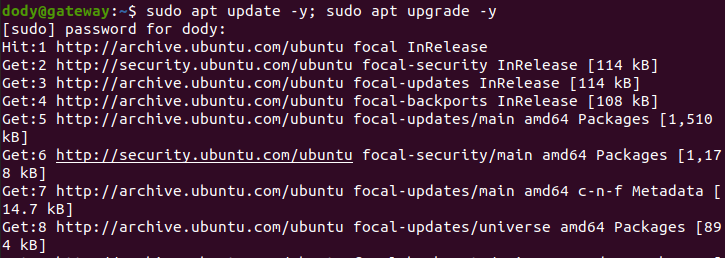 dody@gateway:~$ sudo apt update -y; sudo apt upgrade -y
[sudo] password for dody:
Hit:1 http://archive.ubuntu.com/ubuntu focal InRelease
Get:2 http://security.ubuntu.com/ubuntu focal-security InRelease [114 kB]
Get:3 http://archive.ubuntu.com/ubuntu focal-updates InRelease [114 kB]
Get:4 http://archive.ubuntu.com/ubuntu focal-backports InRelease [108 kB]
Get:5 http://archive.ubuntu.com/ubuntu focal-updates/main amd64 Packages [1,510
kB]
Get:6 http://security.ubuntu.com/ubuntu focal-security/main amd64 Packages [1,17
8 kB]
Get:7 http://archive.ubuntu.com/ubuntu focal-updates/main amd64 c-n-f Metadata [
14.7 kB]
Get:8 http://archive.ubuntu.com/ubuntu focal-updates/universe amd64 Packages [89
4 kB]